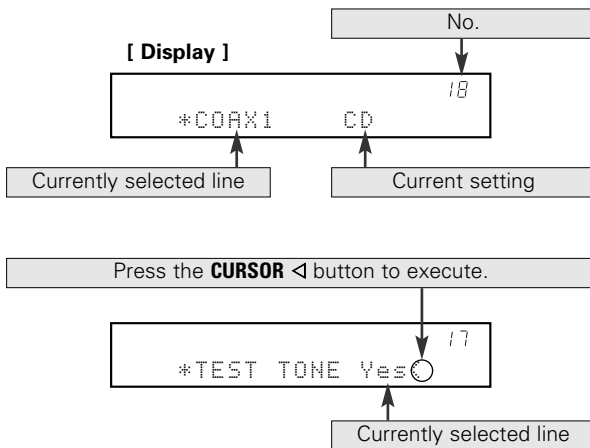 No.
[ Display ]
18
*COAX1 CD
Currently selected line
Current setting
Press the CURSOR ◁ button to execute.
17
*TEST TONE Yes
Currently selected line